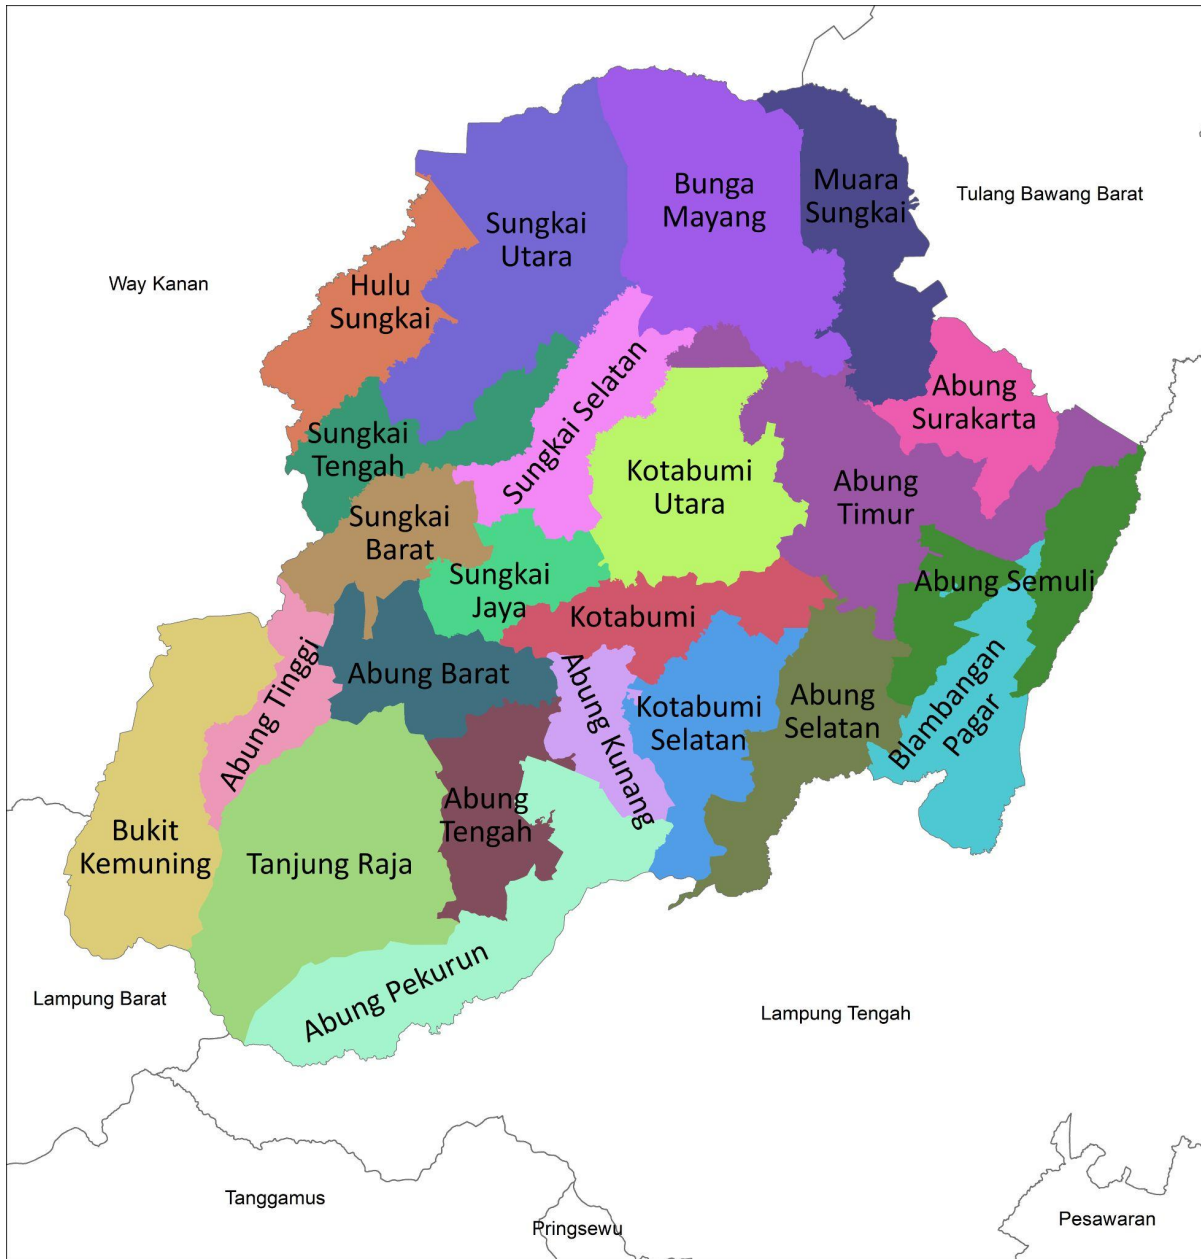 Bunga
Mayang
Muara
Sungkai
Tulang Bawang Barat
Sungkai
Utara
Way Kanan
Hulu
Sungkai
Sungkai Selatan
Abung
Surakarta
Sungkai
Tengah
Kotabumi
Utara
Abung
Timur
Sungkai
Barat
Sungkai
Jaya
Abung Semuli
Kotabumi
Abung Tinggi
Abung Barat
Abung Kunang
Kotabumi
Selatan
Abung
Selatan
Blambangan
Pagar
Bukit
Kemuning
Tanjung Raja
Abung
Tengah
Abung Pekurun
Lampung Barat
Lampung Tengah
Tanggamus
Pringsewu
Pesawaran